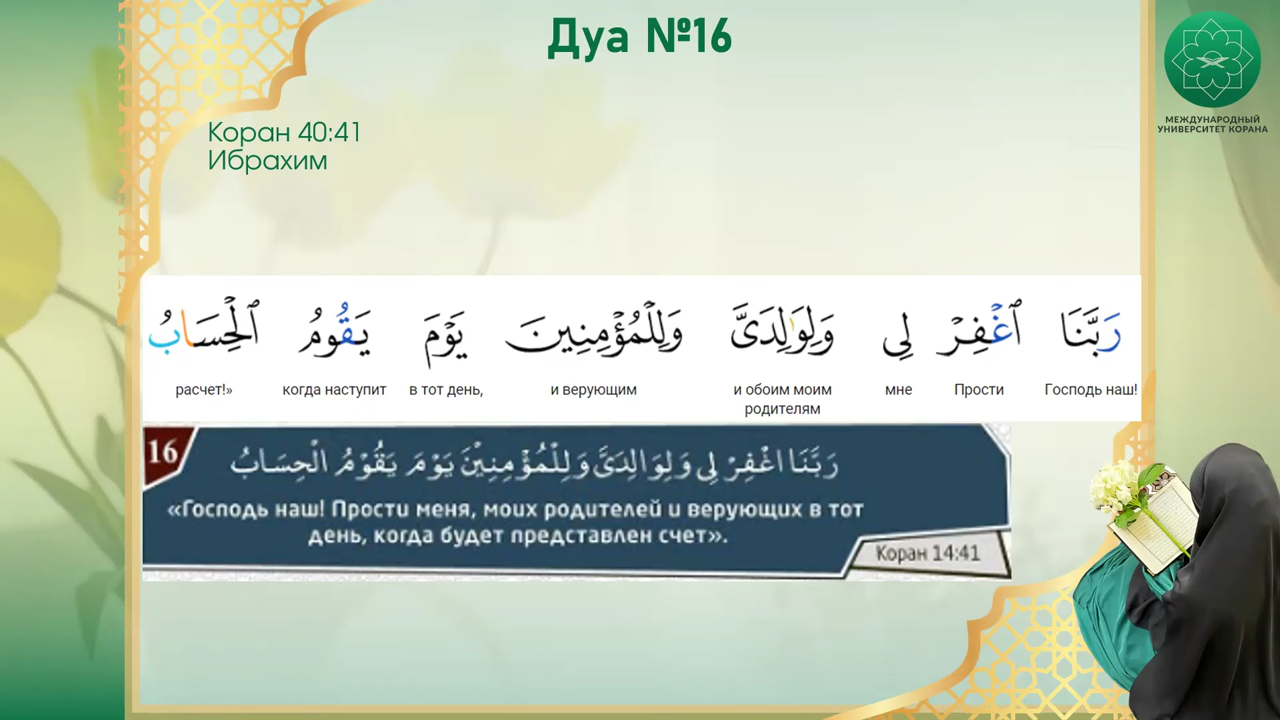 Дуа №16
МЕЖДУНАРОДНЫЙ
УНИВЕРСИТЕТ КОРАНА
Коран 40:41
Ибрахим
رَبَّنَا ٱغْفِرْ لِى وَلِوَٰلِدَىَّ وَلِلْمُؤْمِنِينَ يَوْمَ يَقُومُ ٱلْحِسَابُ
расчет!» когда наступит в тот день, и верующим и обоим моим мне Прости Господь наш!
родителям
16
رَبَّنَا اغْفِرْ لِي وَلِوَالِدَىَّ وَلِلْمُؤْمِنِيْنَ يَوْمَ يَقُوْمُ الْحِسَابُ
«Господь наш! Прости меня, моих родителей и верующих в тот
день, когда будет представлен счет».
Коран 14:41